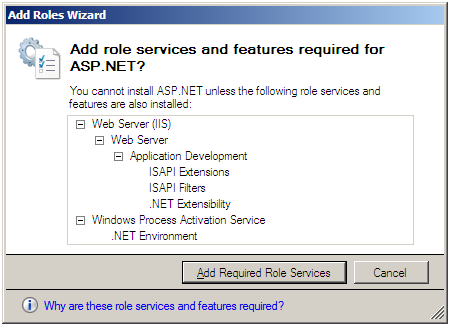 Add Roles Wizard
Add role services and features required for
ASP.NET?
You cannot install ASP.NET unless the following role services and
features are also installed:
Web Server (IIS)
Web Server
Application Development
ISAPI Extensions
ISAPI Filters
.NET Extensibility
Windows Process Activation Service
.NET Environment
Add Required Role Services
Cancel
Why are these role services and features required?